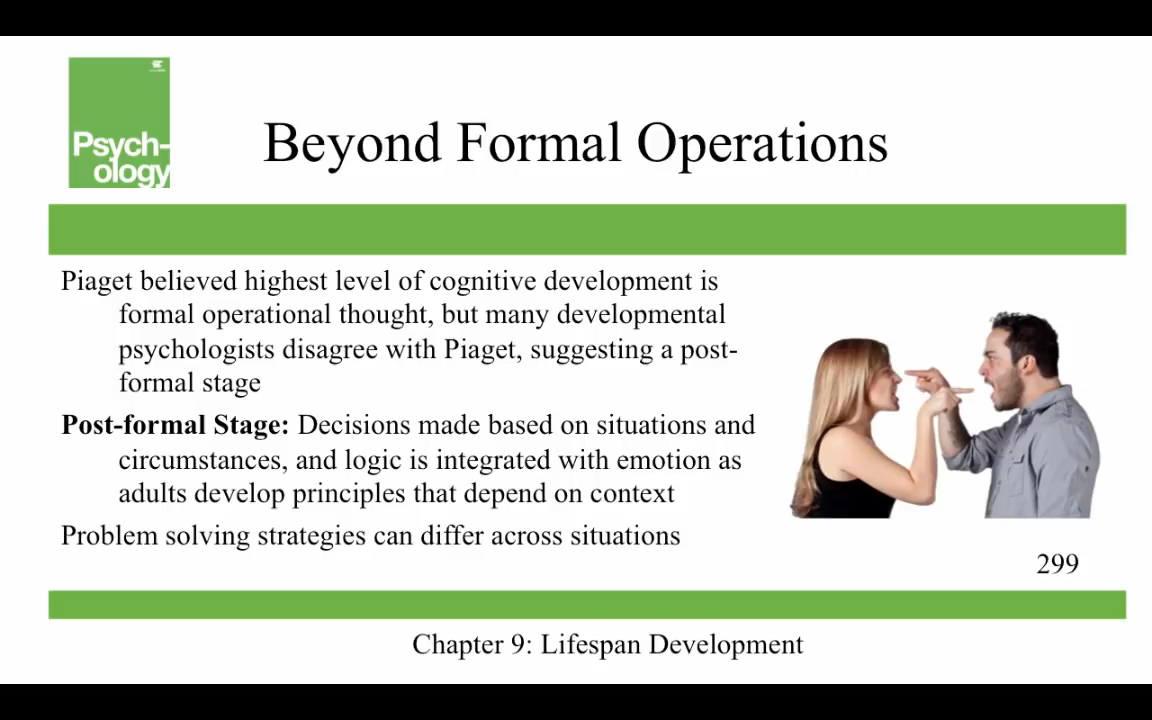 Psych-
ology
Beyond Formal Operations
Piaget believed highest level of cognitive development is
formal operational thought, but many developmental
psychologists disagree with Piaget, suggesting a post-
formal stage
Post-formal Stage: Decisions made based on situations and
circumstances, and logic is integrated with emotion as
adults develop principles that depend on context
Problem solving strategies can differ across situations
299
Chapter 9: Lifespan Development